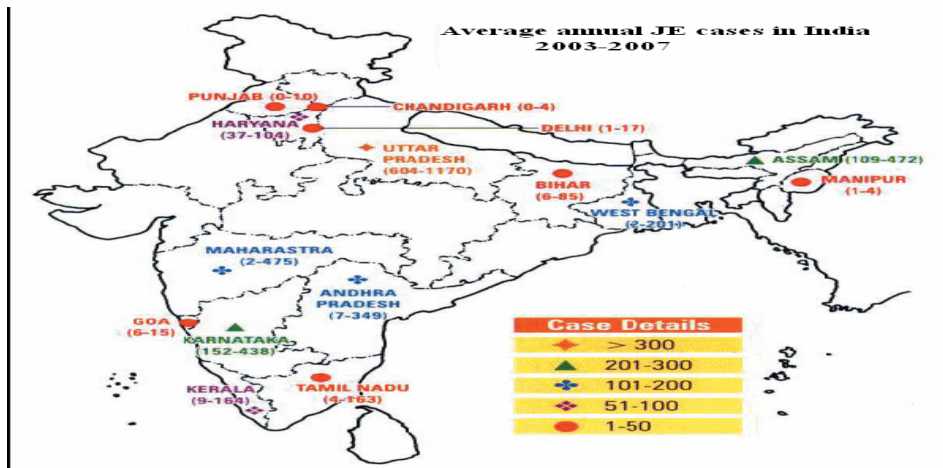 Average annual JE cases in India
2003-2007
PUNJAB (0-10)
CHANDIGARH (0-4)
HARYANA
(37-104)
DELHI (1-17)
UTTAR
PRADESH
(604-1170)
ASSAM (109-472)
BIHAR
(6-85)
MANIPUR
(1-4)
WEST BENGAL
(2-201)
MAHARASTRA
(2-475)
ANDHRA
PRADESH
(7-349)
GOA
(6-15)
KARNATAKA
(152-438)
KERALA
(9-164)
TAMIL NADU
(4-163)
Case Details
> 300
201-300
101-200
51-100
1-50